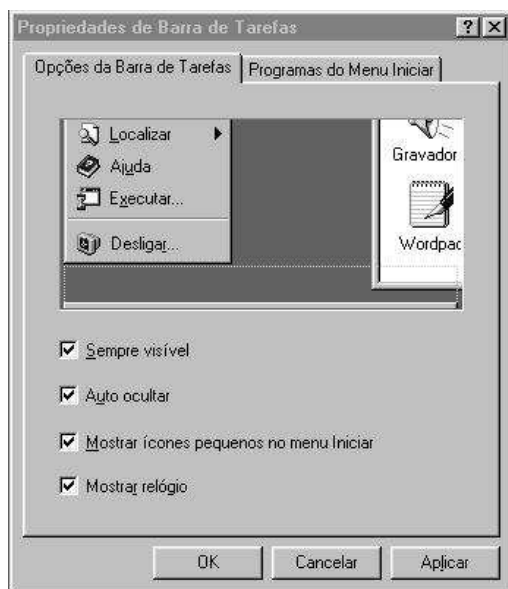 Propriedades de Barra de Tarefas
Opções da Barra de Tarefas
Programas do Menu Iniciar
Localizar
Ajuda
Executar...
Desligar...
Gravador
Wordpad
Sempre visível
Auto ocultar
Mostrar ícones pequenos no menu Iniciar
Mostrar relógio
OK
Cancelar
Aplicar